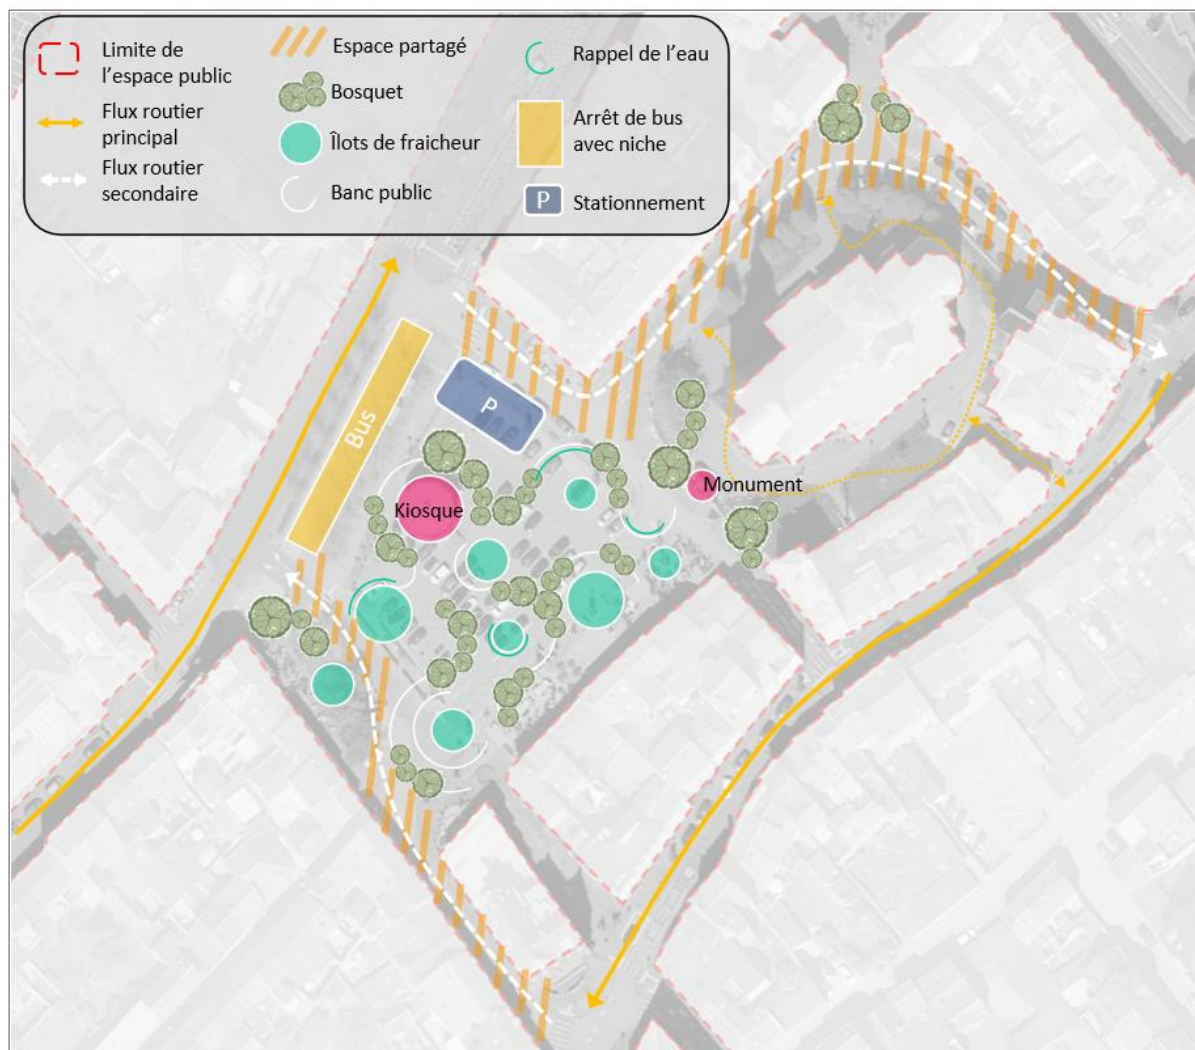 Limite de
l'espace public
Flux routier
principal
Flux routier
secondaire
Espace partagé
Bosquet
Îlots de fraicheur
Banc public
Rappel de l'eau
Arrêt de bus
avec niche
P
Stationnement
Bus
P
Kiosque
Monument